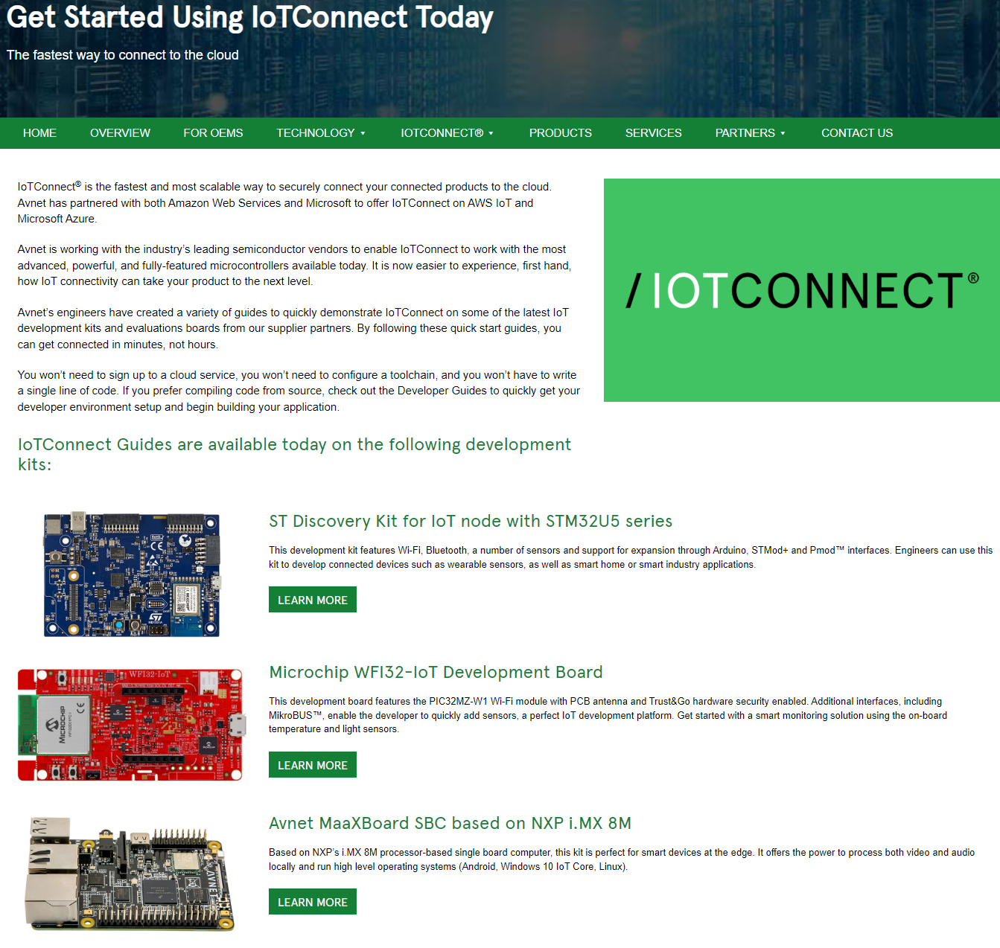 Get Started Using IoTConnect Today
The fastest way to connect to the cloud
HOME OVERVIEW FOR OEMS TECHNOLOGY IOTCONNECT® PRODUCTS SERVICES PARTNERS CONTACT US
IoTConnect® is the fastest and most scalable way to securely connect your connected products to the cloud.
Avnet has partnered with both Amazon Web Services and Microsoft to offer IoTConnect on AWS IoT and
Microsoft Azure.
Avnet is working with the industry’s leading semiconductor vendors to enable IoTConnect to work with the most
advanced, powerful, and fully-featured microcontrollers available today. It is now easier to experience, first hand,
how IoT connectivity can take your product to the next level.
Avnet’s engineers have created a variety of guides to quickly demonstrate IoTConnect on some of the latest IoT
development kits and evaluations boards from our supplier partners. By following these quick start guides, you
can get connected in minutes, not hours.
You won’t need to sign up to a cloud service, you won’t need to configure a toolchain, and you won’t have to write
a single line of code. If you prefer compiling code from source, check out the Developer Guides to quickly get your
developer environment setup and begin building your application.
/IOTCONNECT®
IoTConnect Guides are available today on the following development
kits:
ST Discovery Kit for IoT node with STM32U5 series
This development kit features Wi-Fi, Bluetooth, a number of sensors and support for expansion through Arduino, STMod+ and Pmod™ interfaces. Engineers can use this
kit to develop connected devices such as wearable sensors, as well as smart home or smart industry applications.
LEARN MORE
WFI32-IoT
MICROCHIP
Microchip WFI32-IoT Development Board
This development board features the PIC32MZ-W1 Wi-Fi module with PCB antenna and Trust&Go hardware security enabled. Additional interfaces, including
MikroBUS™, enable the developer to quickly add sensors, a perfect IoT development platform. Get started with a smart monitoring solution using the on-board
temperature and light sensors.
LEARN MORE
AVNET
Avnet MaaXBoard SBC based on NXP i.MX 8M
Based on NXP’s i.MX 8M processor-based single board computer, this kit is perfect for smart devices at the edge. It offers the power to process both video and audio
locally and run high level operating systems (Android, Windows 10 IoT Core, Linux).
LEARN MORE